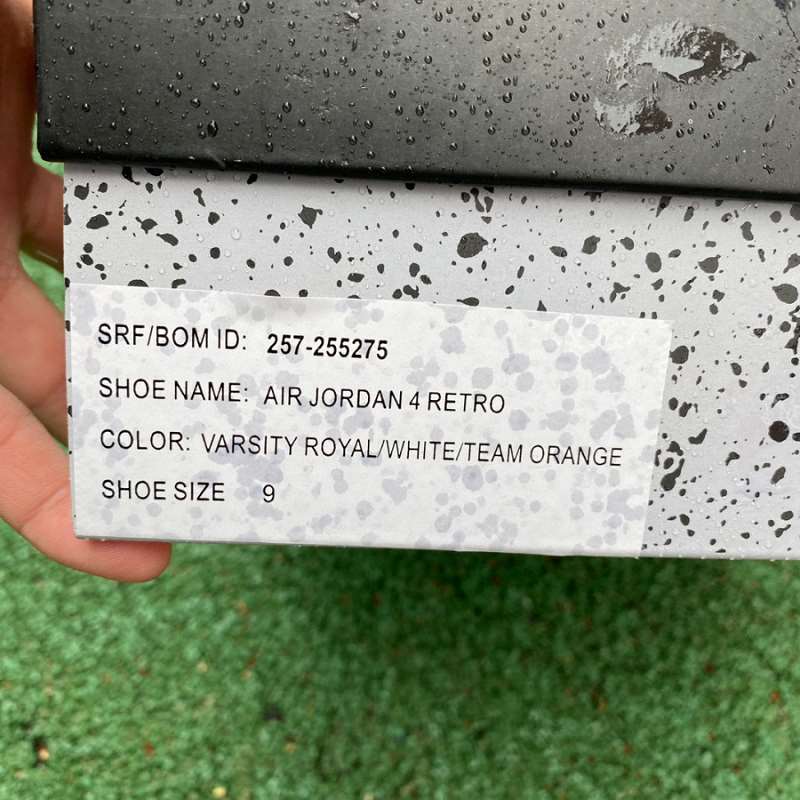 SRF/BOM ID: 257-255275
SHOE NAME: AIR JORDAN 4 RETRO
COLOR: VARSITY ROYAL/WHITE/TEAM ORANGE
SHOE SIZE 9